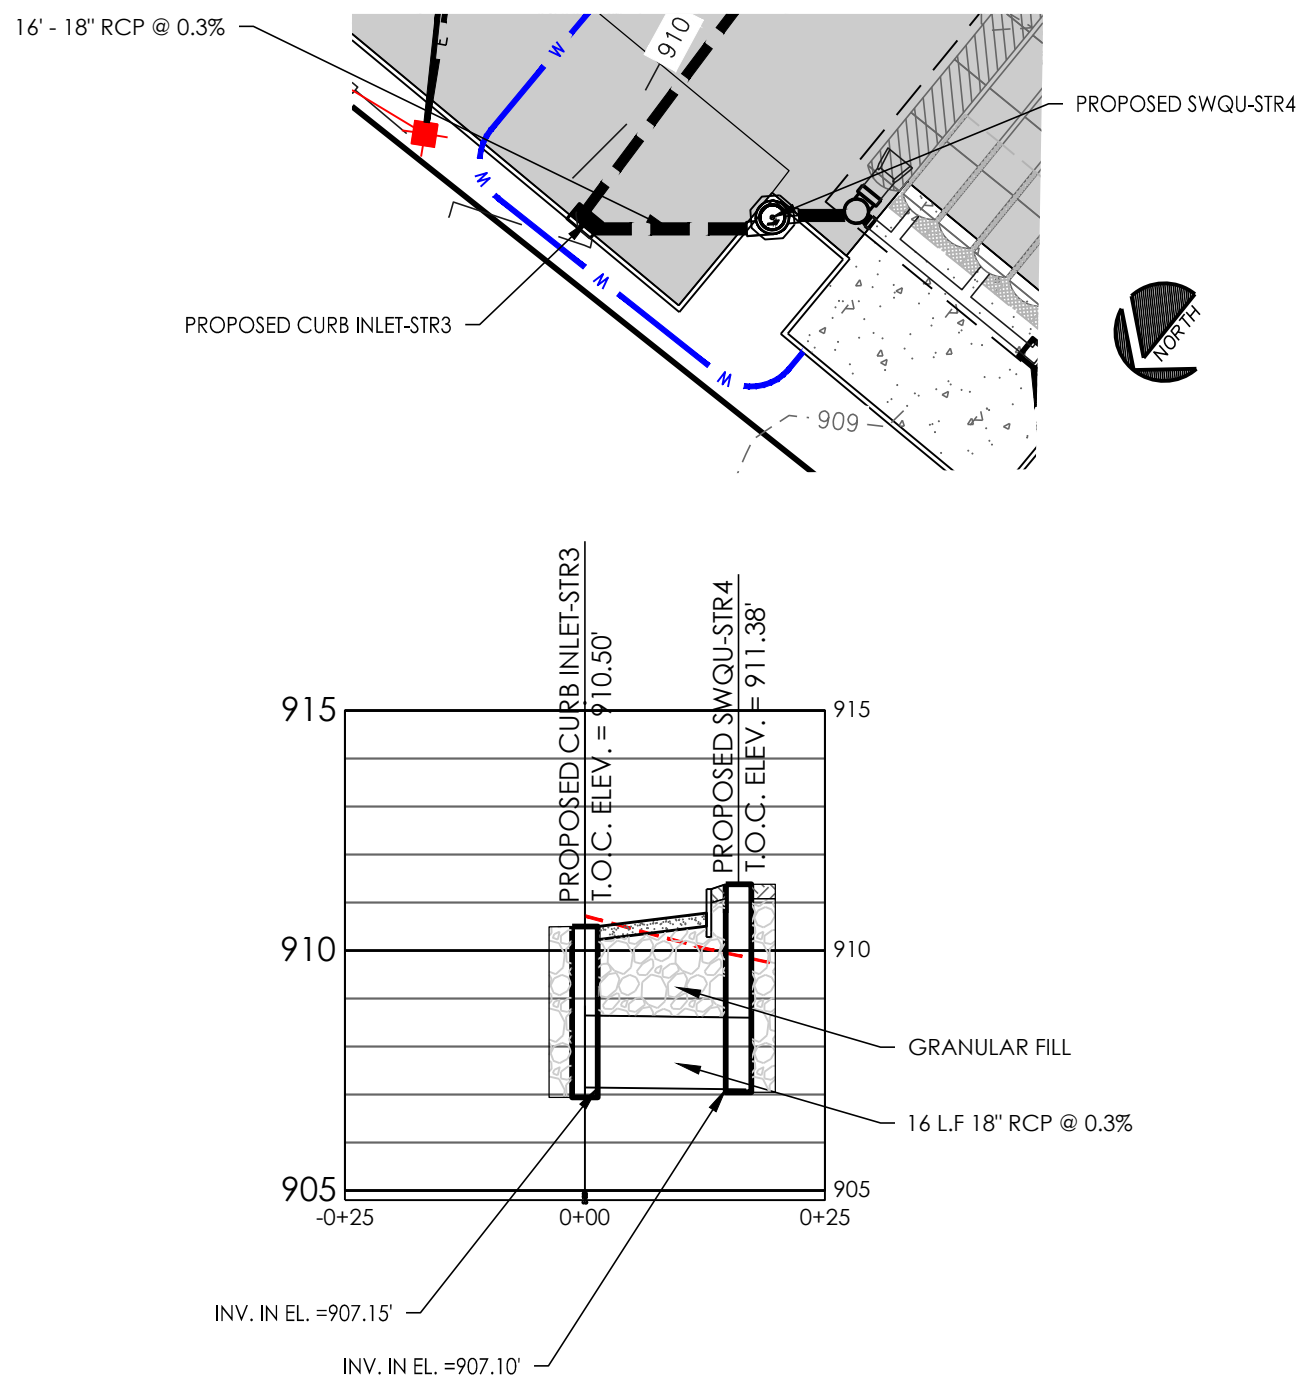 16' - 18" RCP @ 0.3%
E
W
910
PROPOSED SWQU-STR4
W
S
PROPOSED CURB INLET-STR3
W
NORTH
W
909
PROPOSED CURB INLET-STR3
T.O.C. ELEV. = 910.50'
PROPOSED SWQU-STR4
T.O.C. ELEV. = 911.38'
915
915
910
910
GRANULAR FILL
16 L.F 18" RCP @ 0.3%
905
905
-0+25
0+00
0+25
INV. IN EL. =907.15'
INV. IN EL. =907.10'